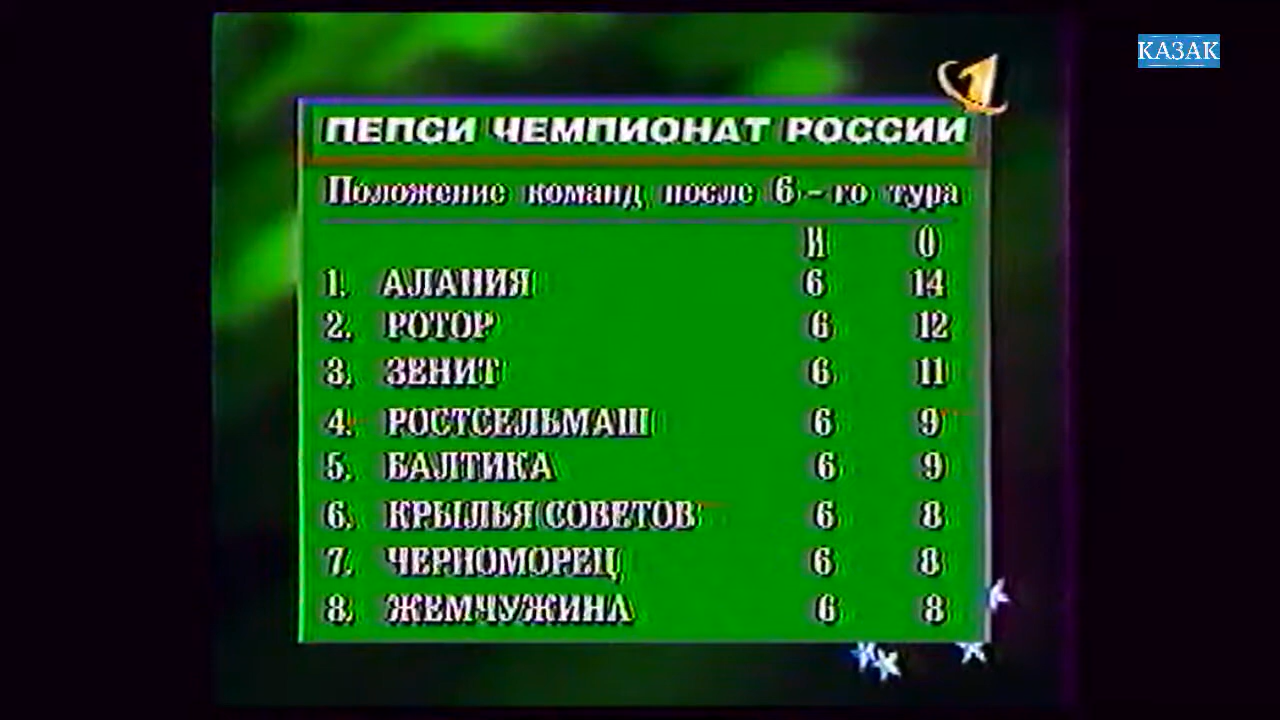 КАЗАК
1
ПЕПСИ ЧЕМПИОНАТ РОССИИ
Положение команд после 6-го тура
И О
1. АЛАНИЯ 6 14
2. РОТОР 6 12
3. ЗЕНИТ 6 11
4. РОСТСЕЛЬМАШ 6 9
5. БАЛТИКА 6 9
6. КРЫЛЬЯ СОВЕТОВ 6 8
7. ЧЕРНОМОРЕЦ 6 8
8. ЖЕМЧУЖИНА 6 8